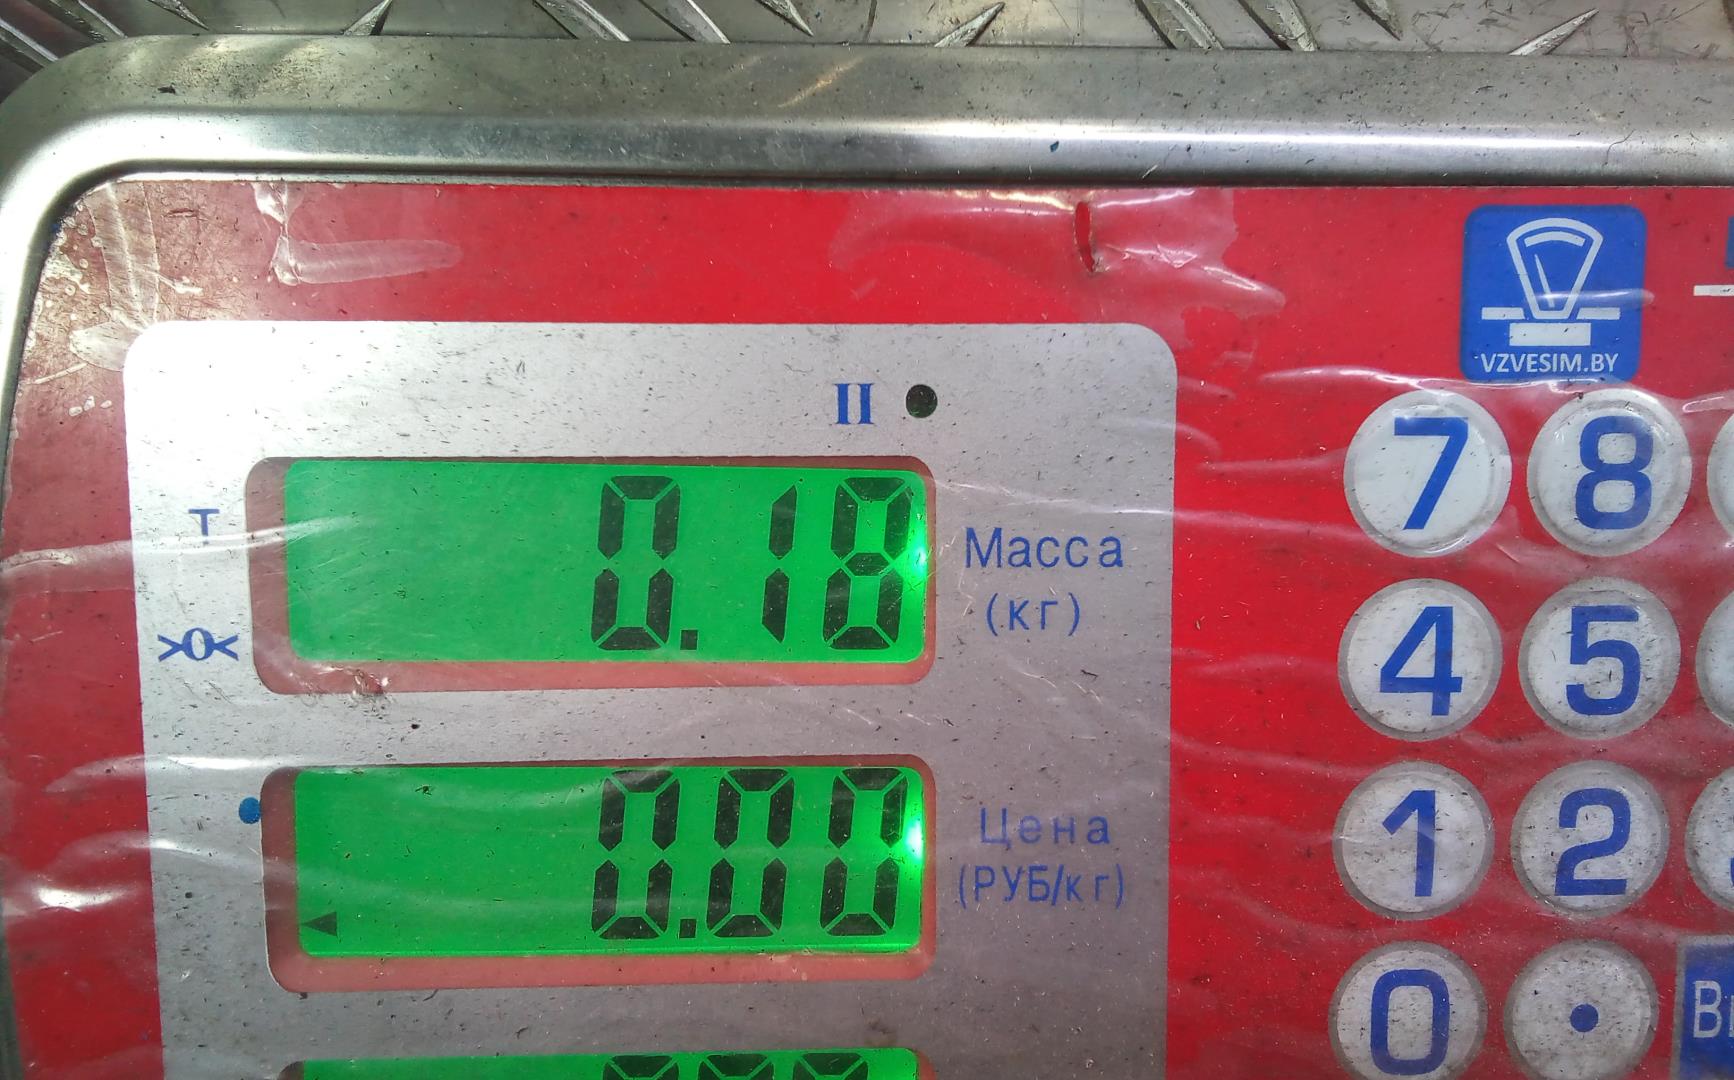 VZVESIM.BY
II
0.18
T
Масса
(кг)
>0<
0.00
Цена
(РУБ/кг)
7 8
4 5
1 2
0 .